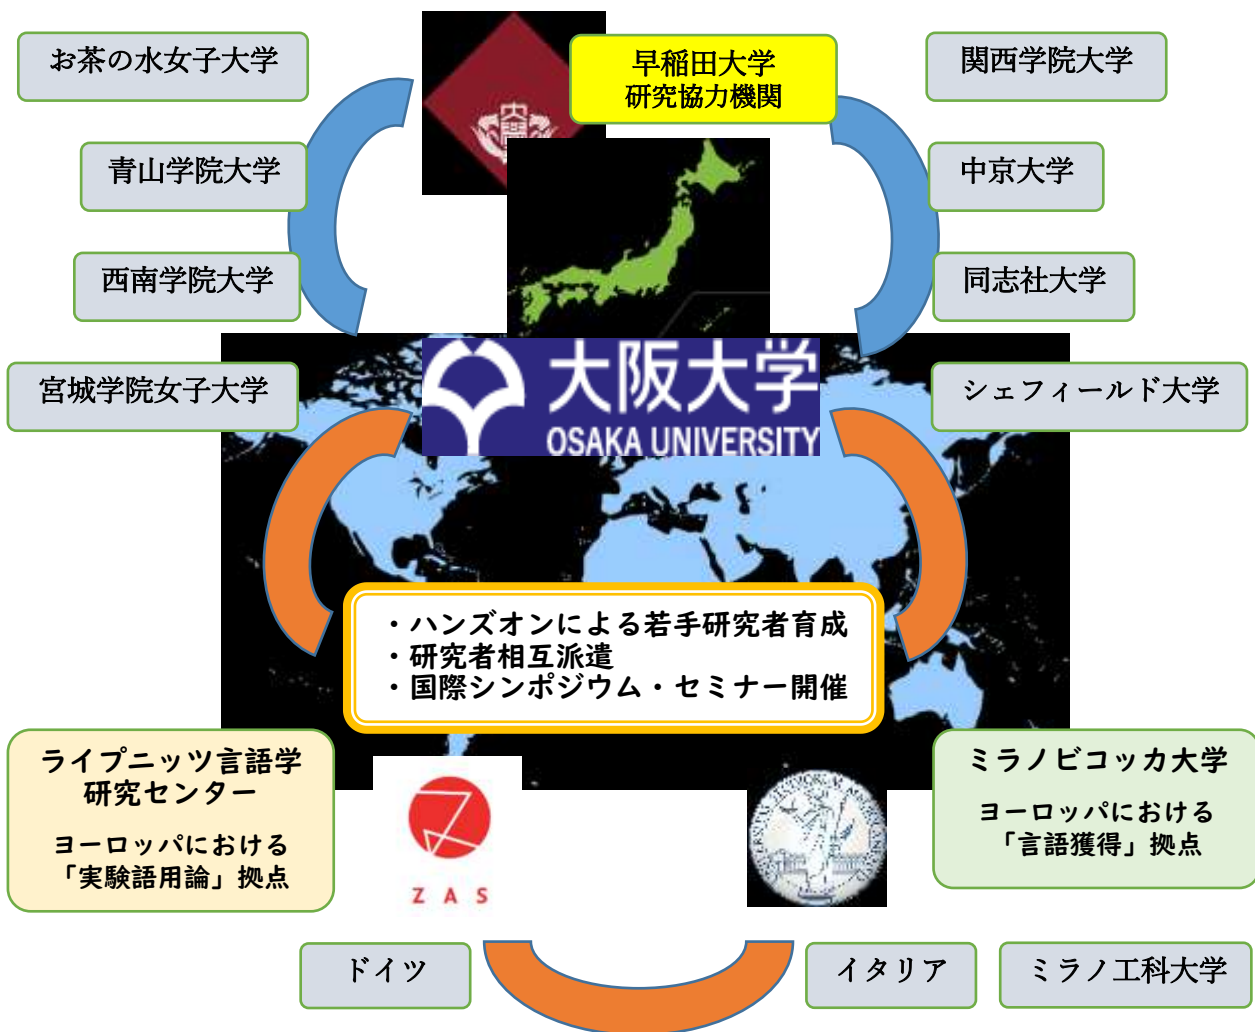 お茶の水女子大学
早稲田大学
研究協力機関
関西学院大学
青山学院大学
中京大学
西南学院大学
同志社大学
大阪大学
OSAKA UNIVERSITY
宮城学院女子大学
シェフィールド大学
・ハンズオンによる若手研究者育成
・研究者相互派遣
・国際シンポジウム・セミナー開催
ライプニッツ言語学
研究センター
ヨーロッパにおける
「実験語用論」拠点
ZAS
ミラノビコッカ大学
ヨーロッパにおける
「言語獲得」拠点
ドイツ
イタリア
ミラノ工科大学